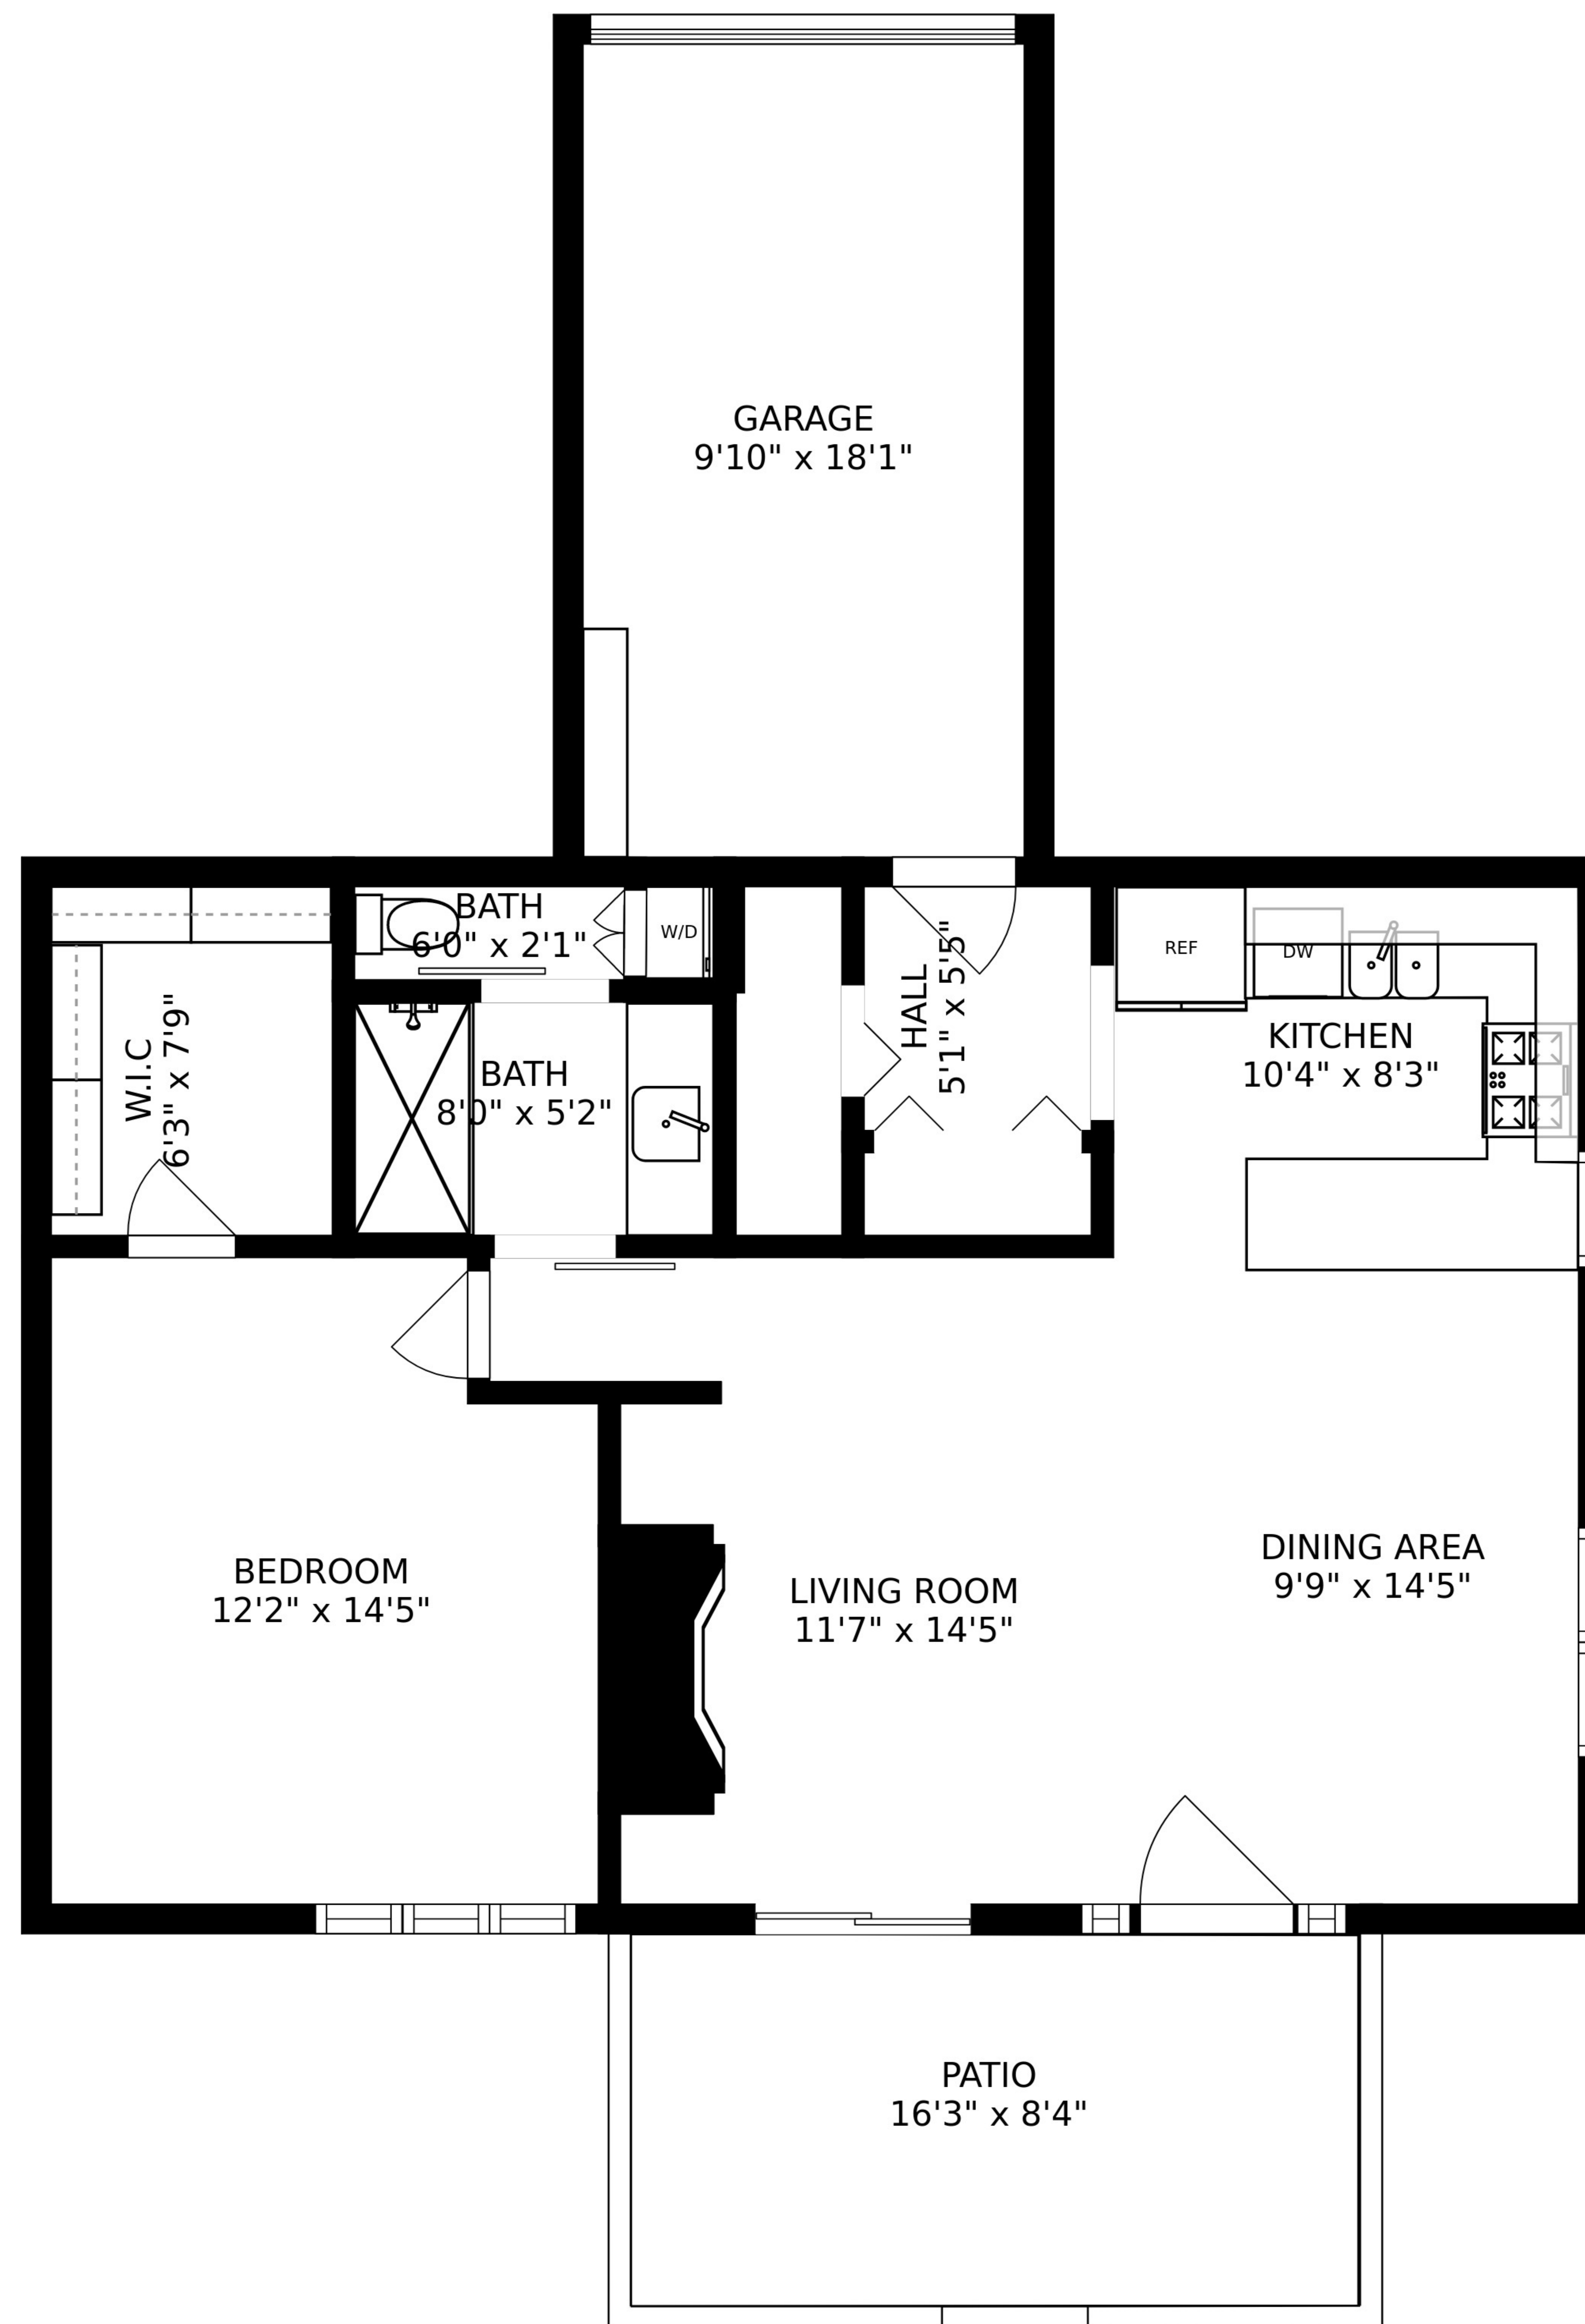 GARAGE
9'10" x 18'1"
BATH
6'0" x 2'1"
W/D
HALL
5'1" x 5'5"
REF
DW
KITCHEN
10'4" x 8'3"
W.I.C
6'3" x 7'9"
BATH
8'0" x 5'2"
BEDROOM
12'2" x 14'5"
LIVING ROOM
11'7" x 14'5"
DINING AREA
9'9" x 14'5"
PATIO
16'3" x 8'4"